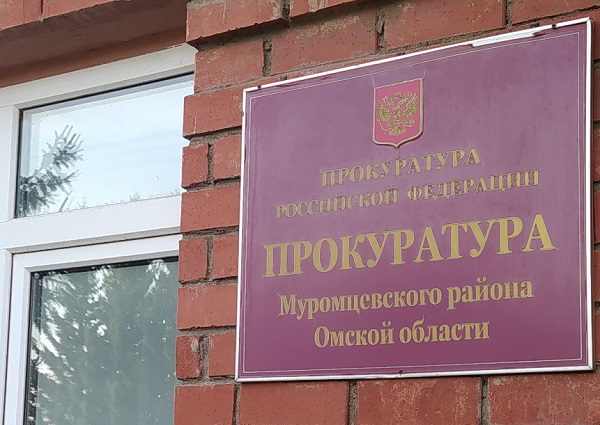 ПРОКУРАТУРА
РОССИЙСКОЙ ФЕДЕРАЦИИ
ПРОКУРАТУРА
Муромцевского района
Омской области